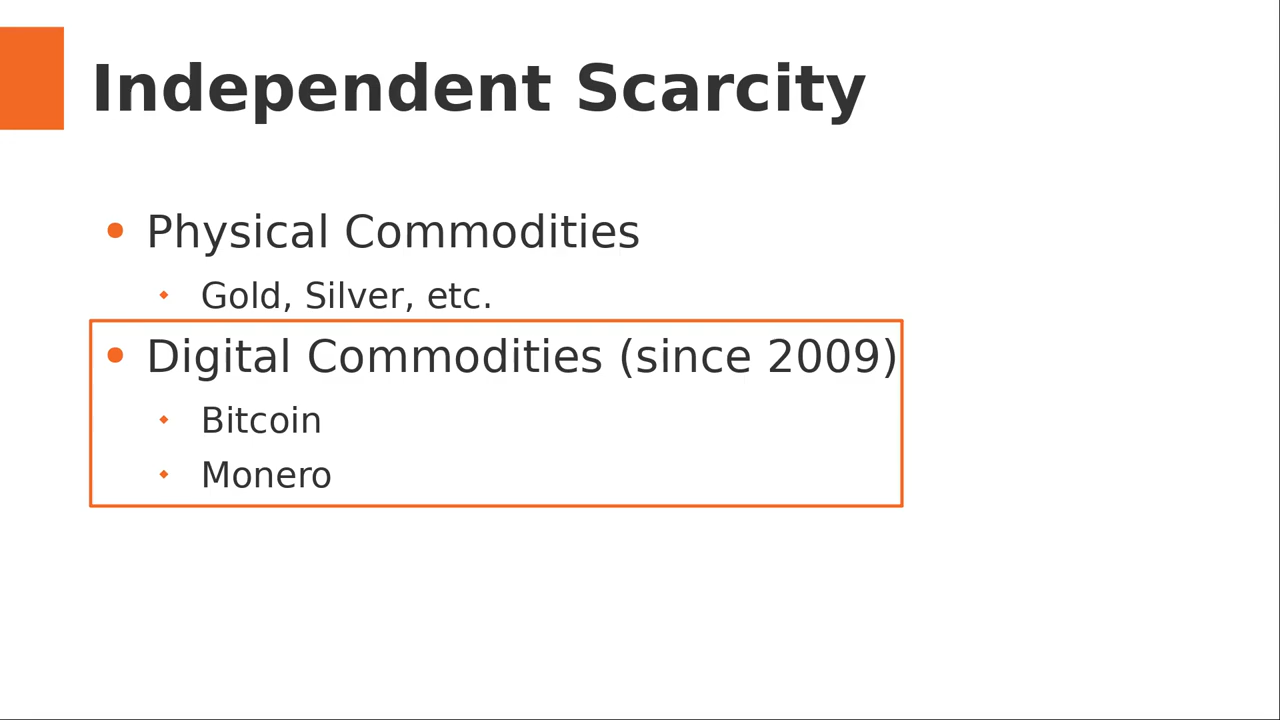 Independent Scarcity
Physical Commodities
Gold, Silver, etc.
Digital Commodities (since 2009)
Bitcoin
Monero